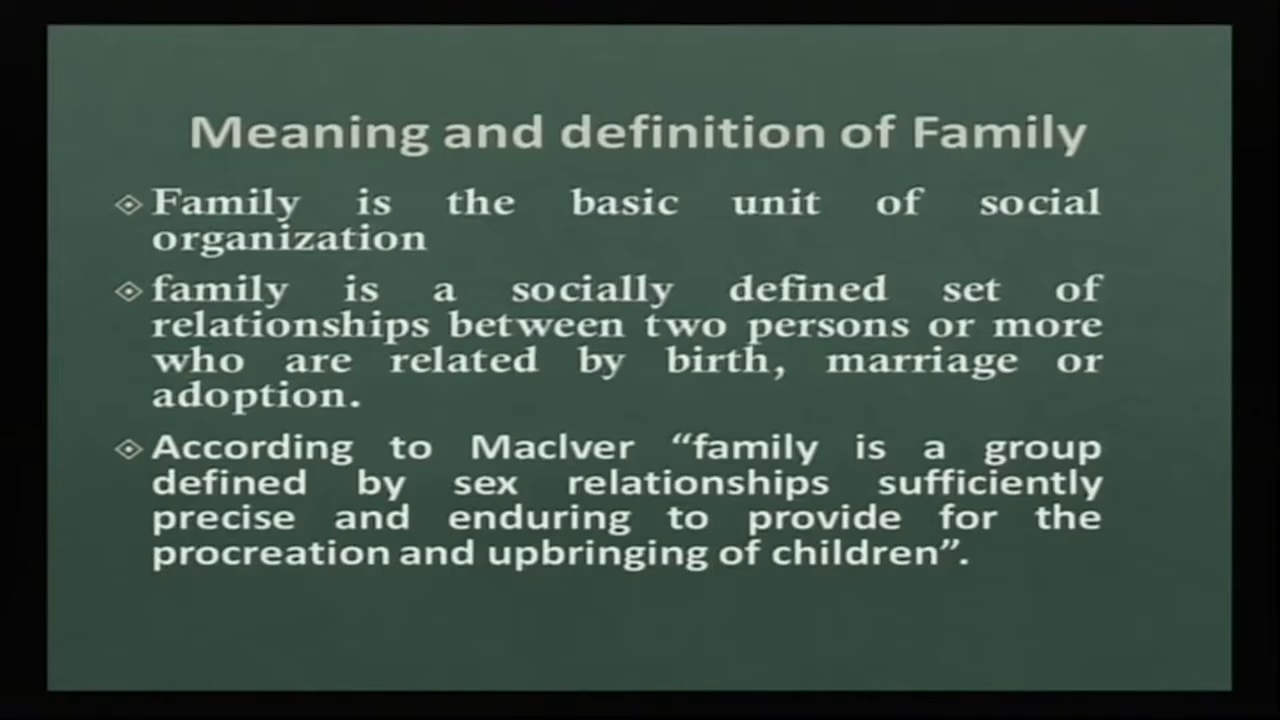 Meaning and definition of Family
Family is the basic unit of social
organization
family is a socially defined set of
relationships between two persons or more
who are related by birth, marriage or
adoption.
According to Maclver “family is a group
defined by sex relationships sufficiently
precise and enduring to provide for the
procreation and upbringing of children”.